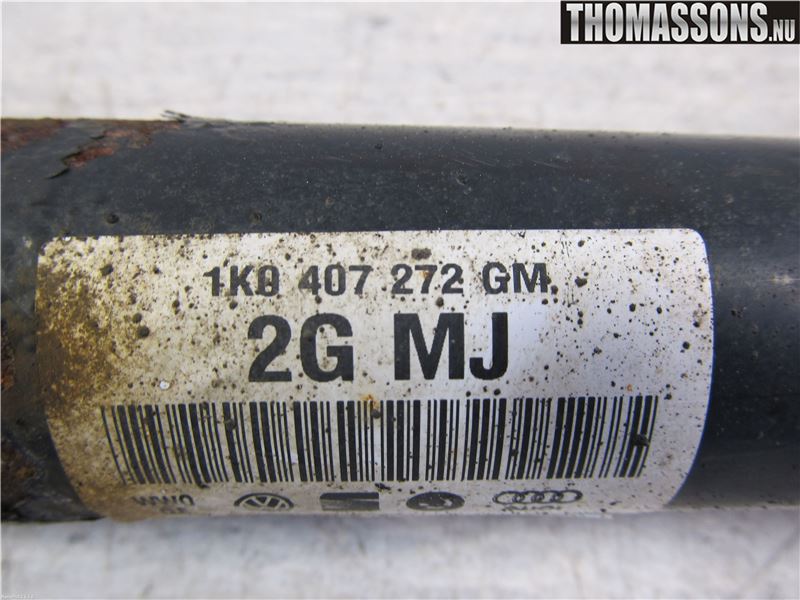 THOMASSONS.NU
1K0 407 272 GM
2G MJ